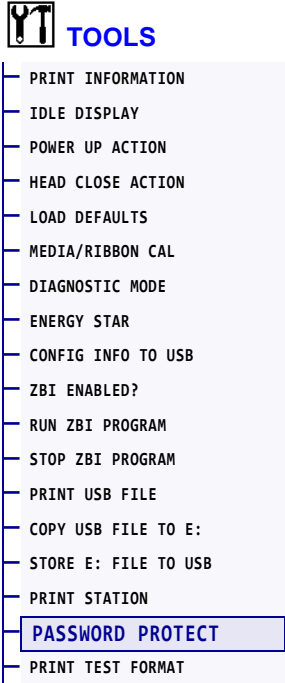 TOOLS
PRINT INFORMATION
IDLE DISPLAY
POWER UP ACTION
HEAD CLOSE ACTION
LOAD DEFAULTS
MEDIA/RIBBON CAL
DIAGNOSTIC MODE
ENERGY STAR
CONFIG INFO TO USB
ZBI ENABLED?
RUN ZBI PROGRAM
STOP ZBI PROGRAM
PRINT USB FILE
COPY USB FILE TO E:
STORE E: FILE TO USB
PRINT STATION
PASSWORD PROTECT
PRINT TEST FORMAT